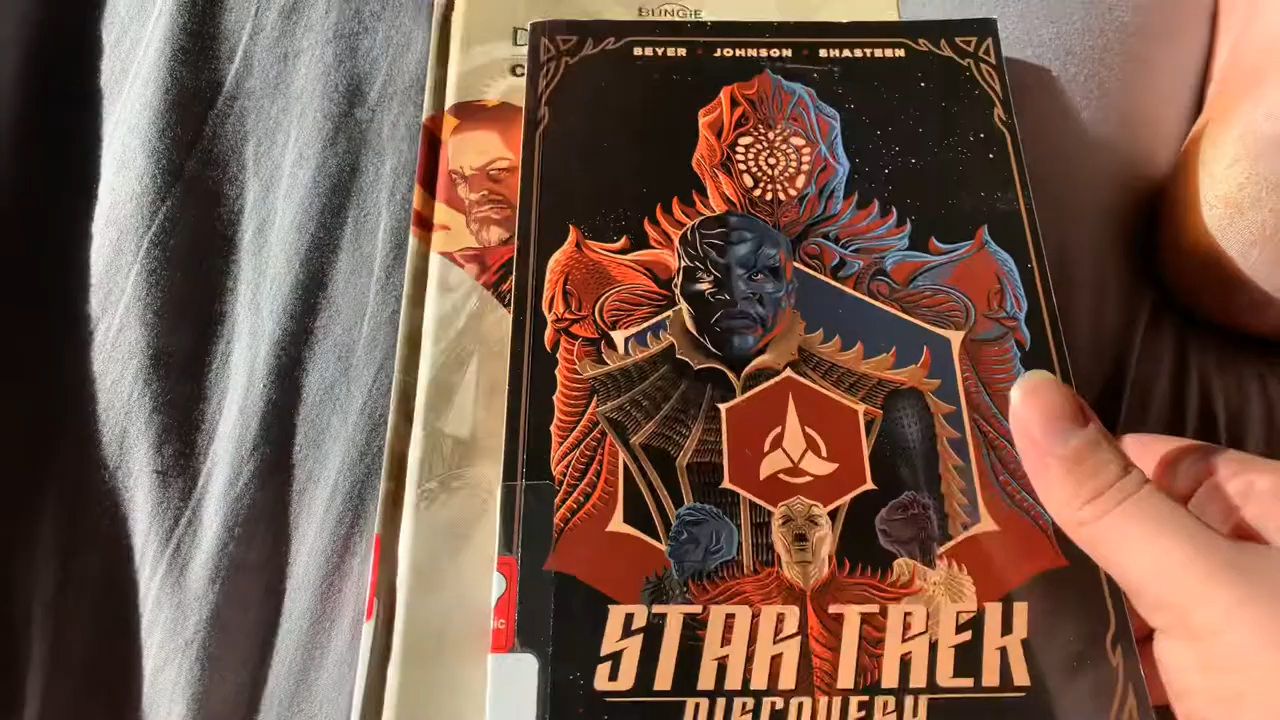 BUNGIE
BEYER • JOHNSON • SHASTEEN
STAR TREK
DISCOVERY